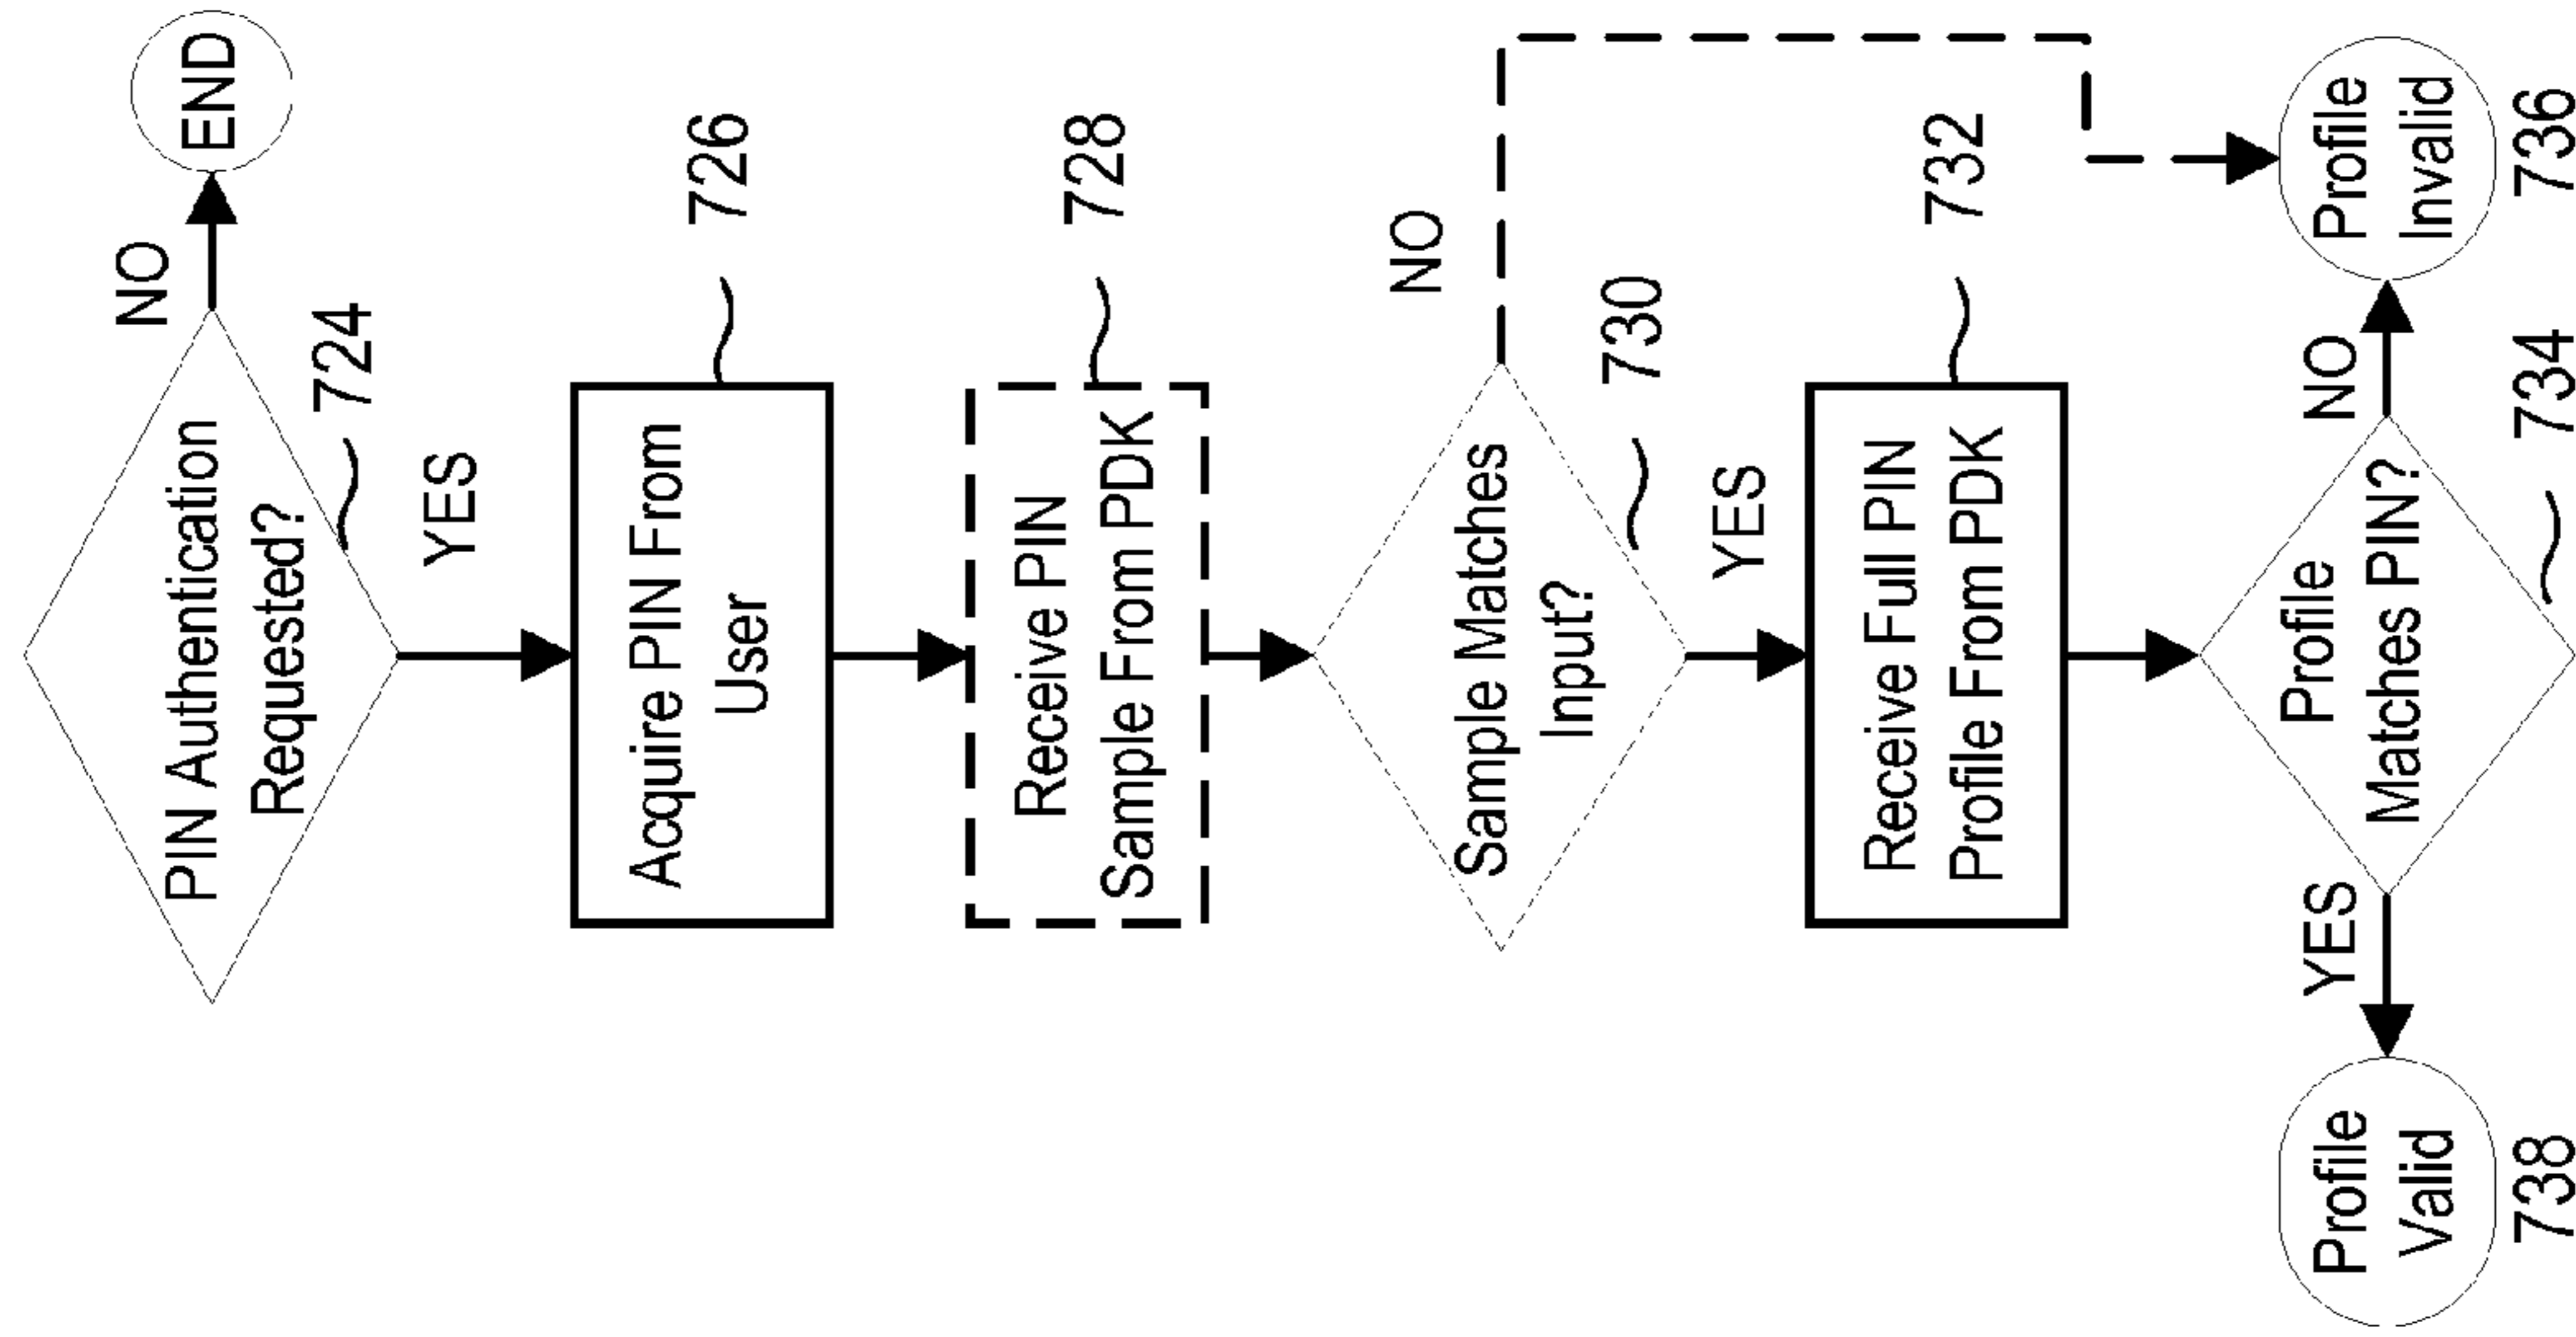 PIN Authentication
Requested?
724
NO
END
YES
Acquire PIN From
User
726
Receive PIN
Sample From PDK
728
Sample Matches
Input?
730
NO
YES
Receive Full PIN
Profile From PDK
732
Profile
Matches PIN?
734
YES
NO
Profile
Valid
738
Profile
Invalid
736